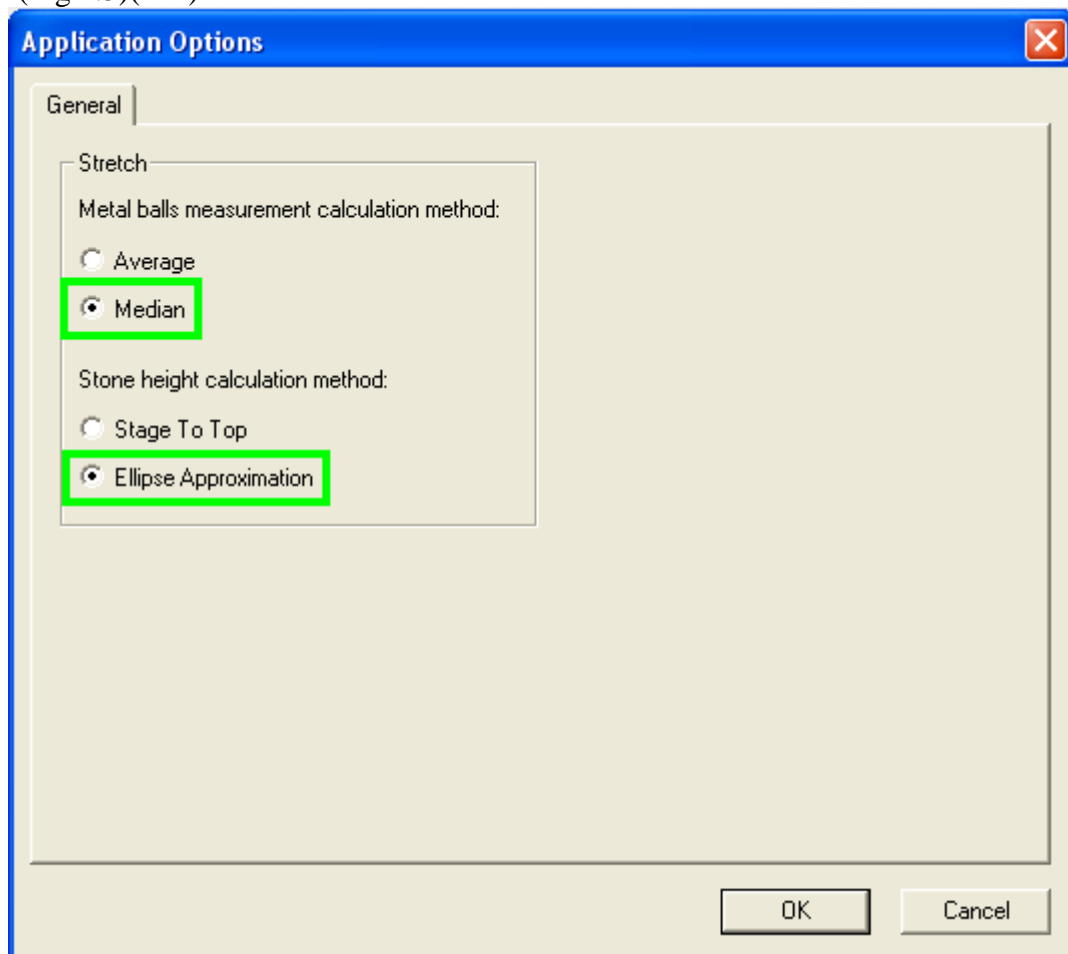 Application Options
General
Stretch
Metal balls measurement calculation method:
Average
Median
Stone height calculation method:
Stage To Top
Ellipse Approximation
OK
Cancel